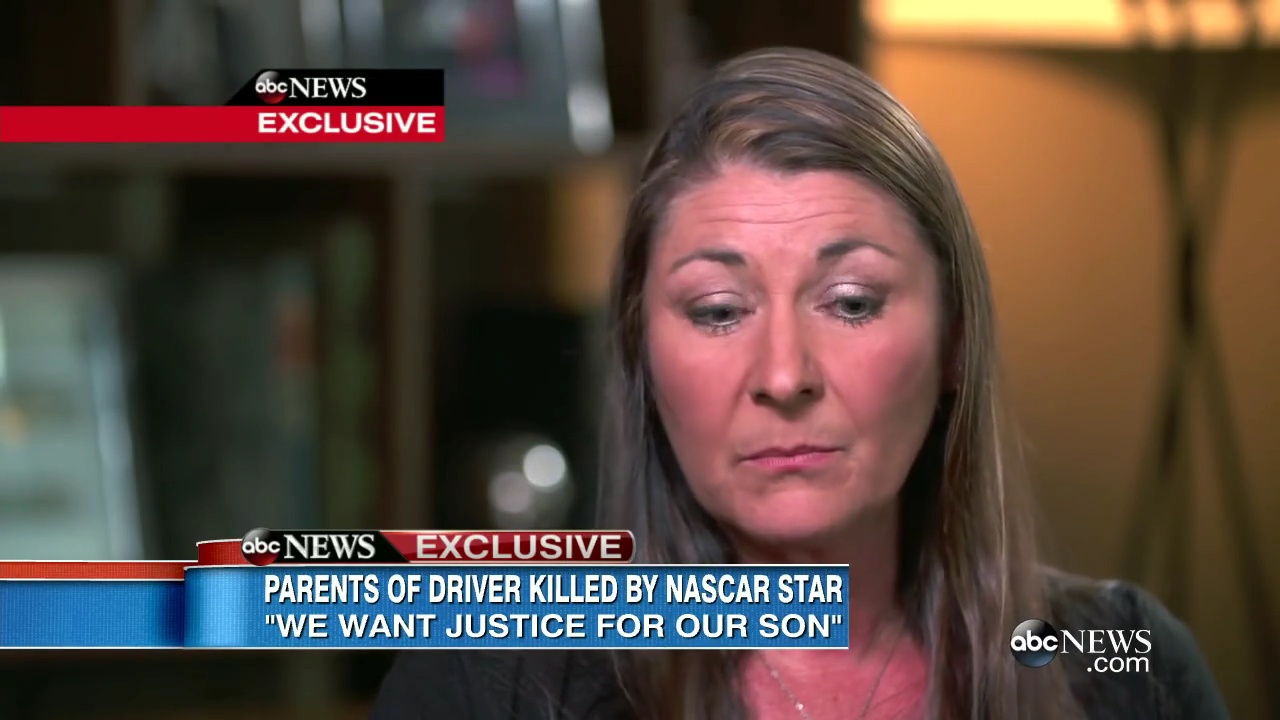 abc NEWS
EXCLUSIVE
abc NEWS EXCLUSIVE
PARENTS OF DRIVER KILLED BY NASCAR STAR
"WE WANT JUSTICE FOR OUR SON"
abc NEWS
.com